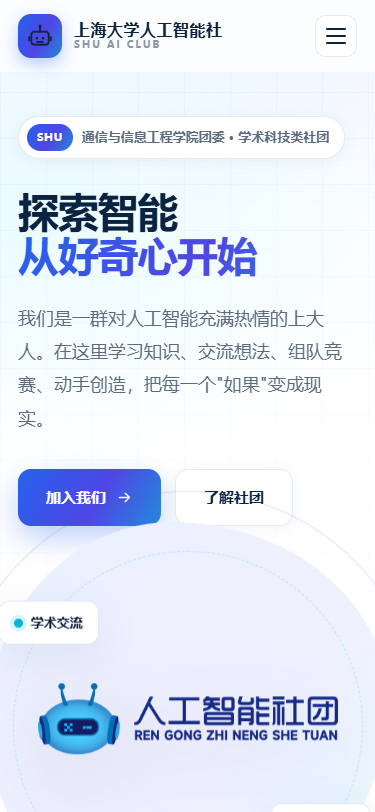 上海大学人工智能社
SHU AI CLUB
SHU 通信与信息工程学院团委 • 学术科技类社团
探索智能
从好奇心开始
我们是一群对人工智能充满热情的上大
人。在这里学习知识、交流想法、组队竞
赛、动手创造，把每一个"如果"变成现
实。
加入我们 → 了解社团
学术交流
人工智能社团
REN GONG ZHI NENG SHE TUAN